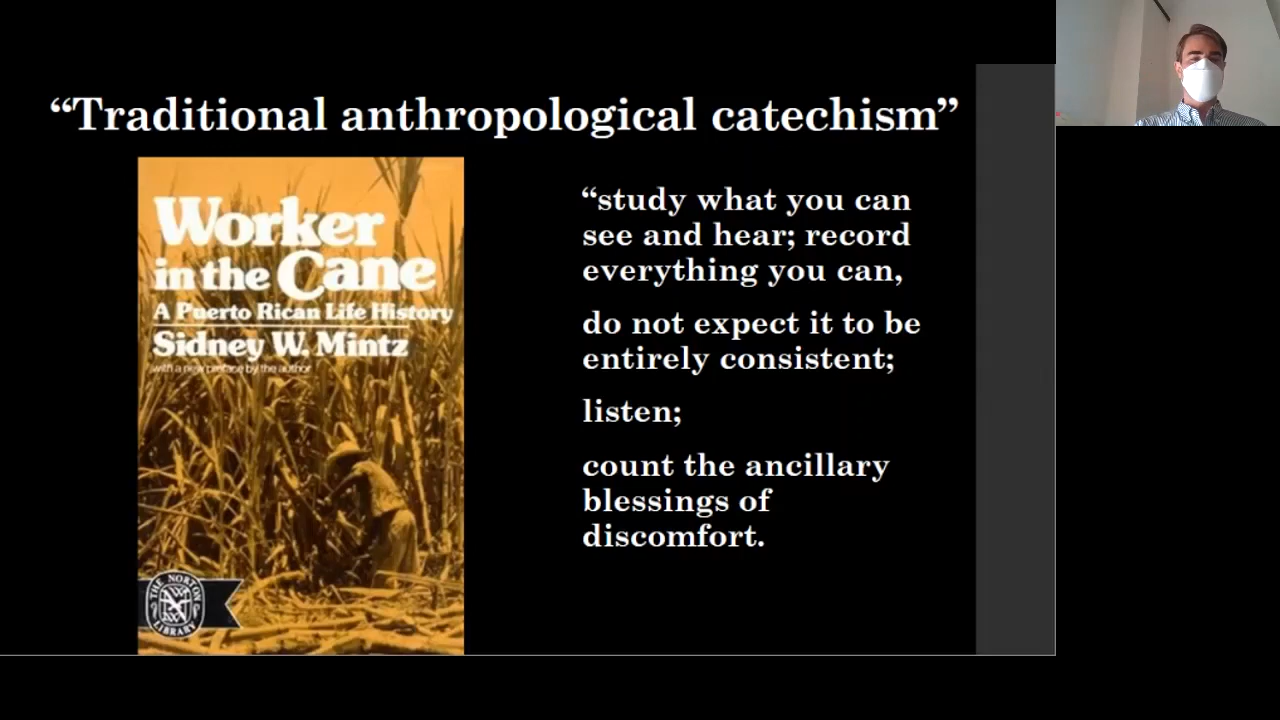 “Traditional anthropological catechism”
Worker
in the Cane
A Puerto Rican Life History
Sidney W. Mintz
with a new preface by the author
THE NORTON
LIBRARY
“study what you can
see and hear; record
everything you can,
do not expect it to be
entirely consistent;
listen;
count the ancillary
blessings of
discomfort.